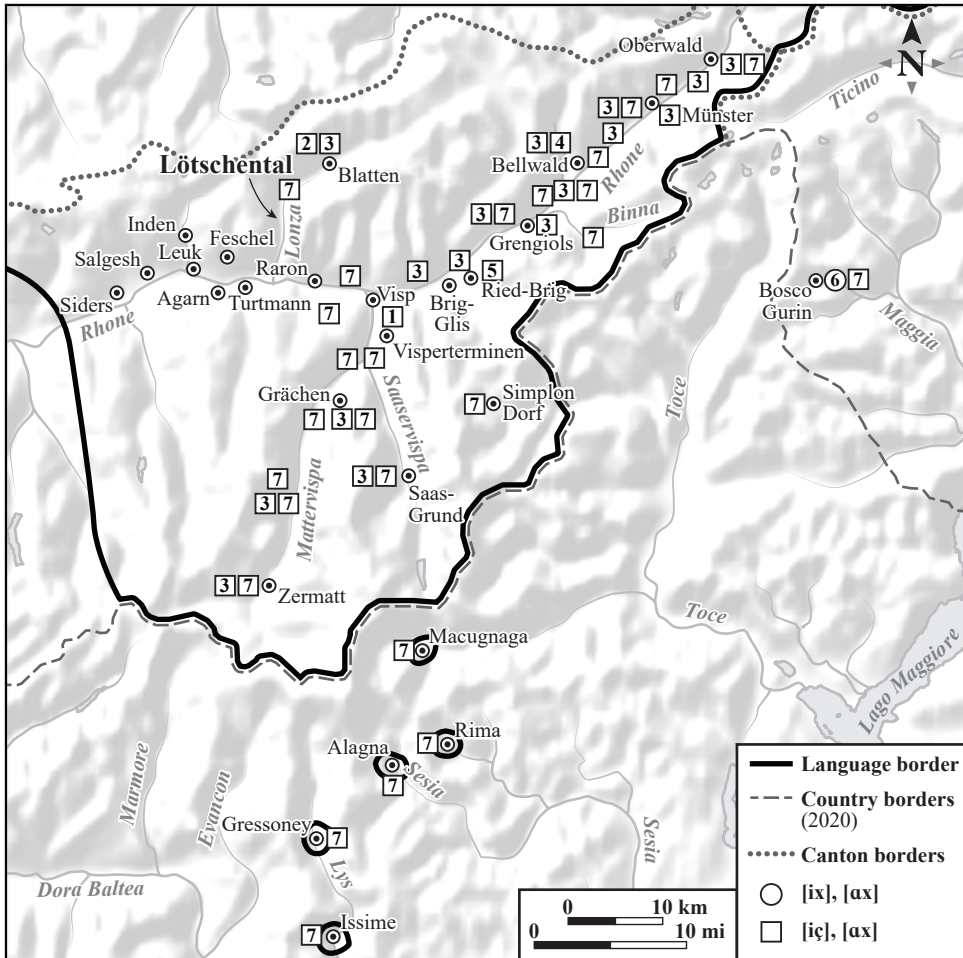 Oberwald
3 7
N
7 3
Ticino
3 7
Münster
3
3
2 3
3 4
Blatten
Bellwald
7
Rhone
Lötschental
7
7
3 7
3 7
Binna
Inden
Lonza
3
Grengiols
7
Feschel
Leuk
Salgesh
Raron
7
3
3
5
Ried-Brig
Bosco
Gurin
6 7
Siders
Agarn
Turtmann
Visp
Brig-
Glis
Rhone
7
1
Maggia
Visperterminen
7 7
Toce
Grächen
Saaservispa
Simplon
Dorf
7
7 3 7
7
3 7
Saas-
Grund
3 7
Mattervispa
3 7
Zermatt
Toce
Macugnaga
7
Lago Maggiore
Rima
7
Alagna
Sesia
7
Marmore
Evancon
Gressoney
7
Lys
Sesia
Dora Baltea
Issime
7
Language border
Country borders
(2020)
Canton borders
[ix], [ɑx]
[iç], [ɑx]
0 10 km
0 10 mi